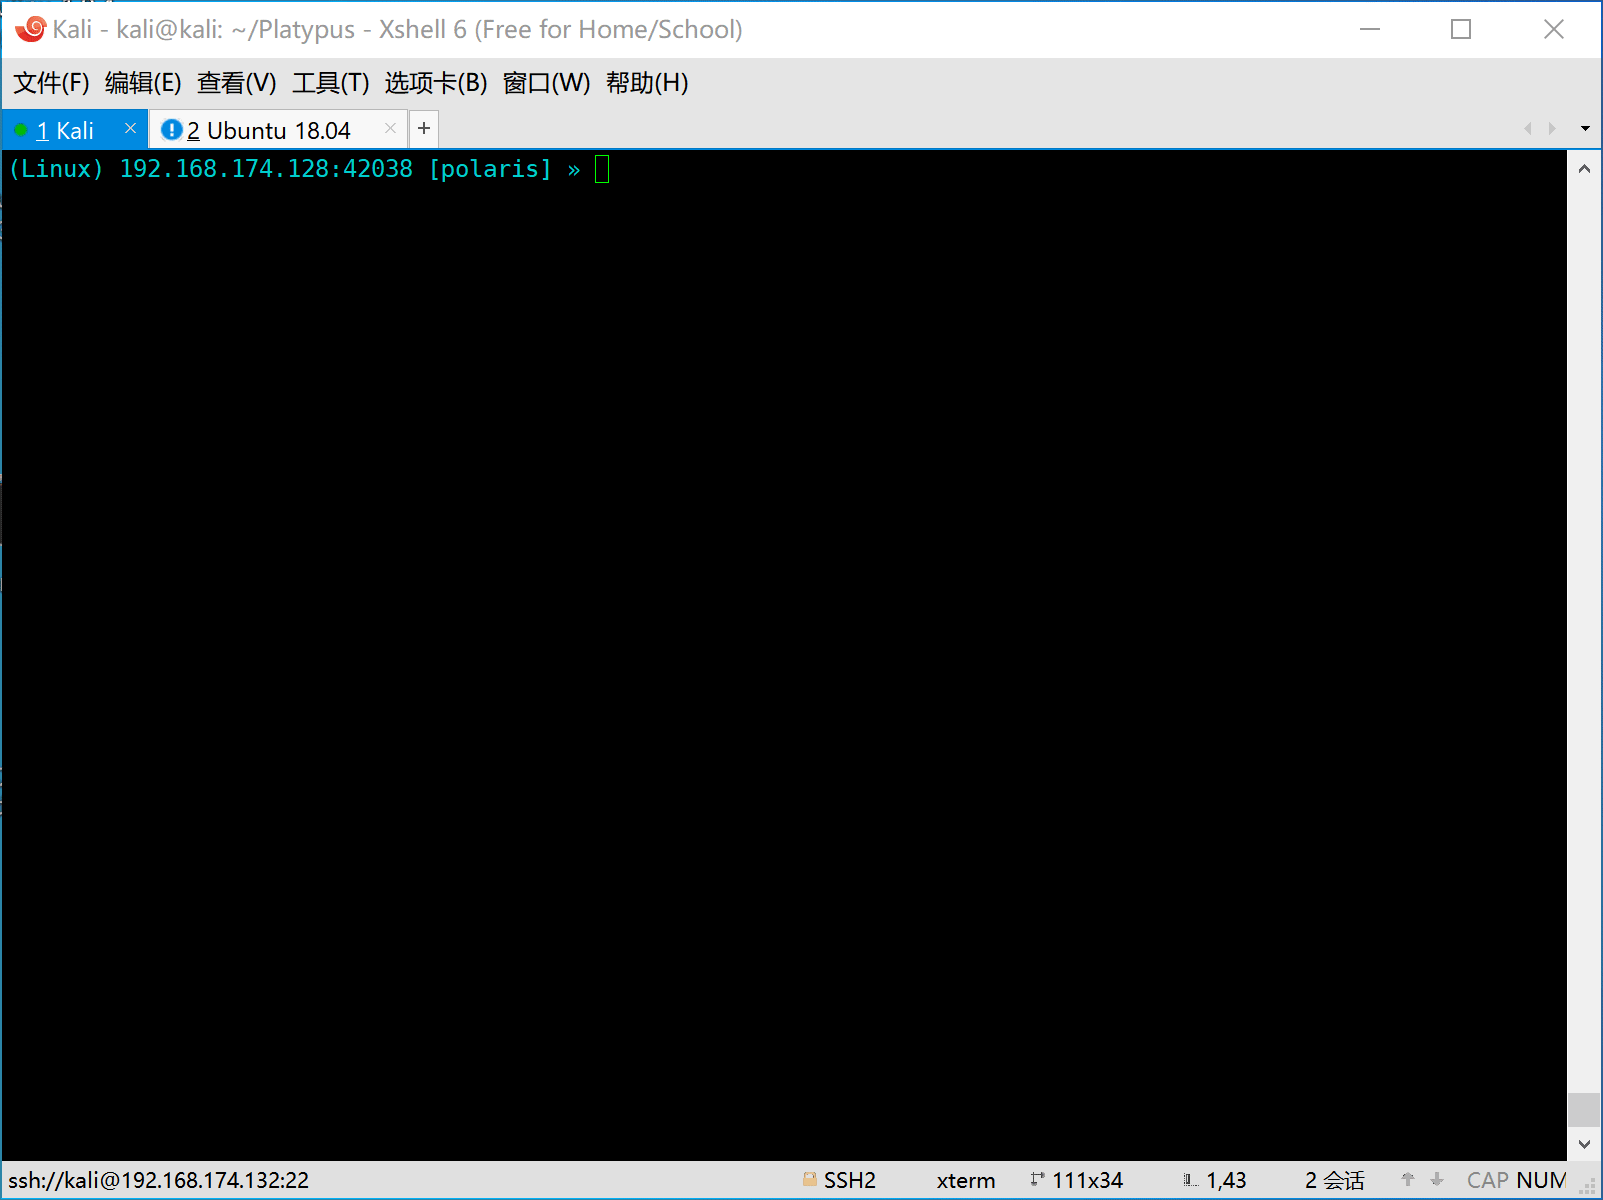 Kali - kali@kali: ~/Platypus - Xshell 6 (Free for Home/School)
文件(F) 编辑(E) 查看(V) 工具(T) 选项卡(B) 窗口(W) 帮助(H)
1 Kali 2 Ubuntu 18.04 +
(Linux) 192.168.174.128:42038 [polaris] »
ssh://kali@192.168.174.132:22 SSH2 xterm 111x34 1,43 2 会话 CAP NUM